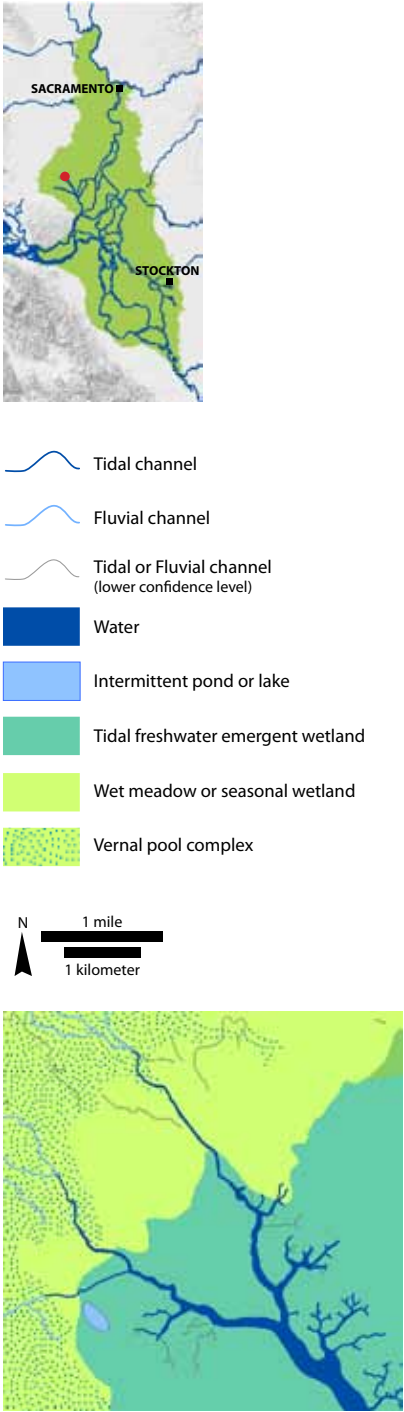 SACRAMENTO
STOCKTON
Tidal channel
Fluvial channel
Tidal or Fluvial channel
(lower confidence level)
Water
Intermittent pond or lake
Tidal freshwater emergent wetland
Wet meadow or seasonal wetland
Vernal pool complex
N
1 mile
1 kilometer